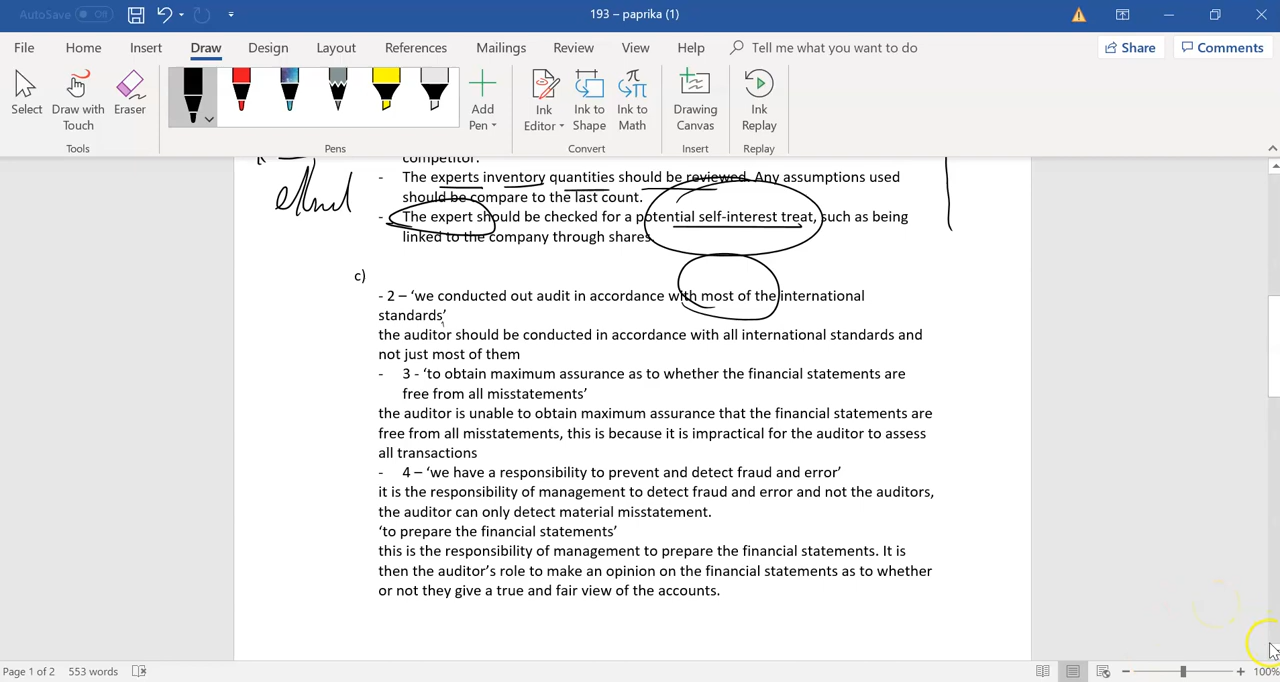 AutoSave Off
193 – paprika (1)
File Home Insert Draw Design Layout References Mailings Review View Help Tell me what you want to do Share Comments
Select Draw with Touch Eraser Add Pen Ink Editor Ink to Shape Ink to Math Drawing Canvas Ink Replay
Tools Pens Convert Insert Replay
competitor.
- The experts inventory quantities should be reviewed. Any assumptions used
should be compare to the last count.
- The expert should be checked for a potential self-interest treat, such as being
linked to the company through shares.
c)
- 2 – ‘we conducted out audit in accordance with most of the international
standards’
the auditor should be conducted in accordance with all international standards and
not just most of them
- 3 - ‘to obtain maximum assurance as to whether the financial statements are
free from all misstatements’
the auditor is unable to obtain maximum assurance that the financial statements are
free from all misstatements, this is because it is impractical for the auditor to assess
all transactions
- 4 – ‘we have a responsibility to prevent and detect fraud and error’
it is the responsibility of management to detect fraud and error and not the auditors,
the auditor can only detect material misstatement.
‘to prepare the financial statements’
this is the responsibility of management to prepare the financial statements. It is
then the auditor’s role to make an opinion on the financial statements as to whether
or not they give a true and fair view of the accounts.
Page 1 of 2 553 words 100%